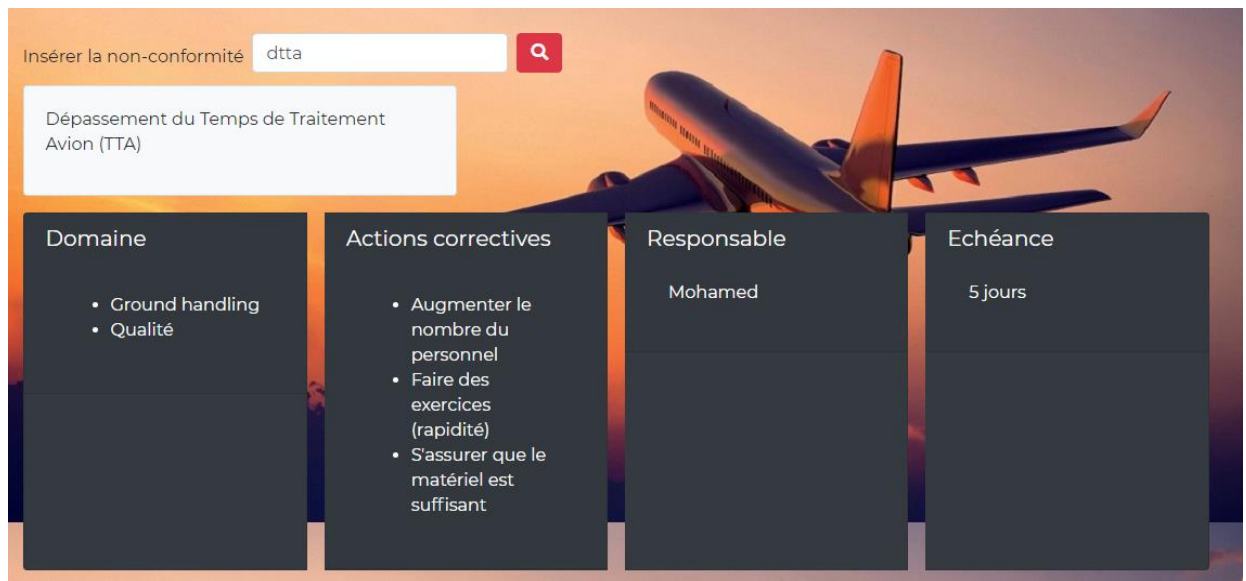 Insérer la non-conformité dtta
Dépassement du Temps de Traitement
Avion (TTA)
Domaine
• Ground handling
• Qualité
Actions correctives
• Augmenter le
nombre du
personnel
• Faire des
exercices
(rapidité)
• S'assurer que le
matériel est
suffisant
Responsable
Mohamed
Echéance
5 jours